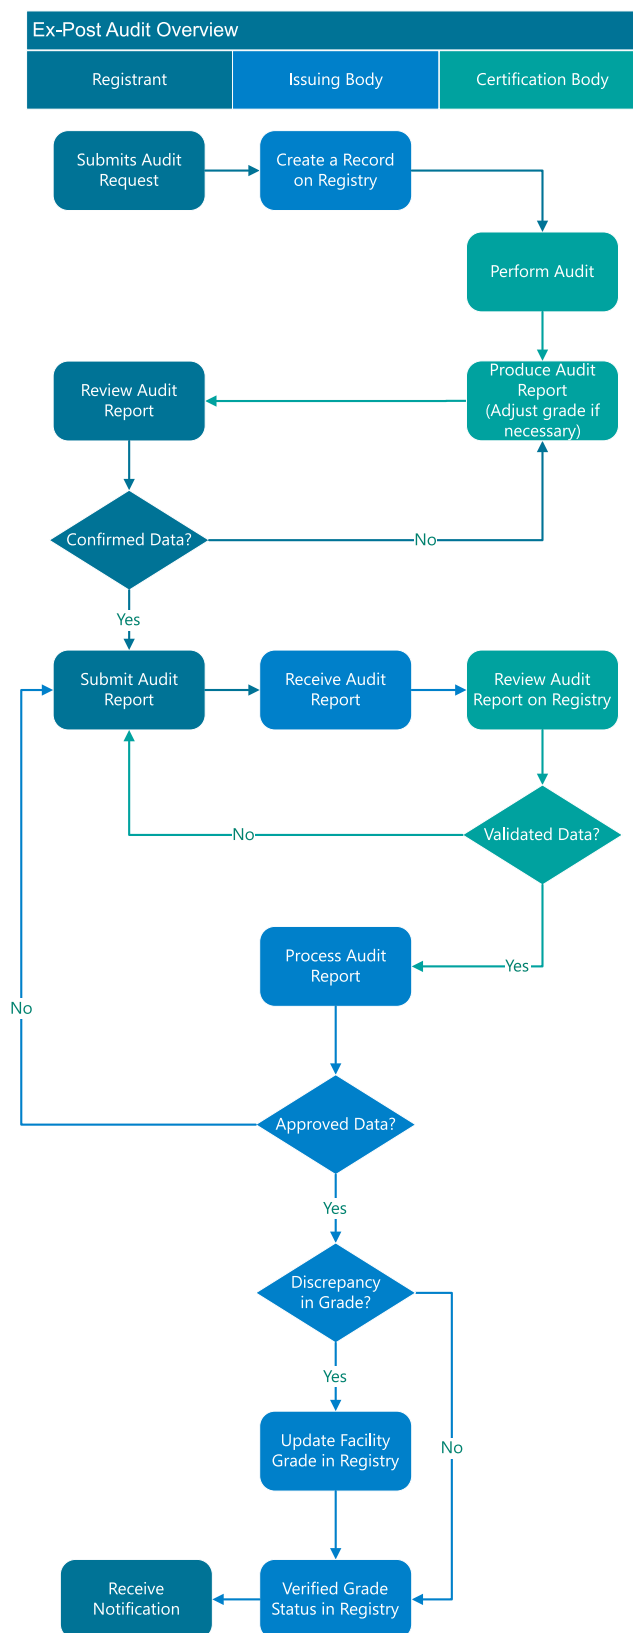 Ex-Post Audit Overview
Registrant
Issuing Body
Certification Body
Submits Audit
Request
Create a Record
on Registry
Perform Audit
Produce Audit
Report
(Adjust grade if
necessary)
Review Audit
Report
Confirmed Data?
No
Yes
Submit Audit
Report
Receive Audit
Report
Review Audit
Report on Registry
Validated Data?
No
Yes
Process Audit
Report
No
Approved Data?
Yes
Discrepancy
in Grade?
Yes
No
Update Facility
Grade in Registry
Verified Grade
Status in Registry
Receive
Notification